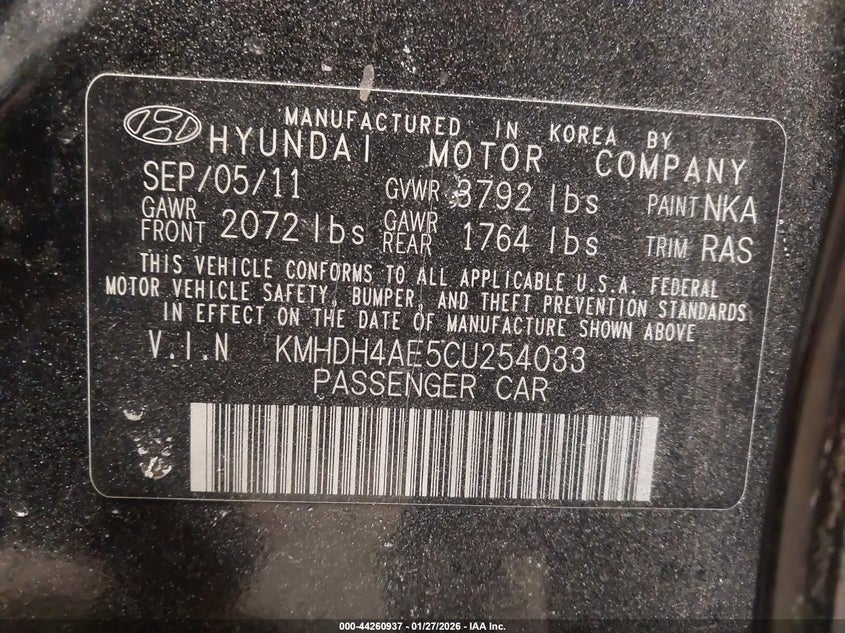 MANUFACTURED IN KOREA BY
HYUNDAI MOTOR COMPANY
SEP/05/11 GVWR 3792 lbs PAINT NKA
GAWR FRONT 2072 lbs GAWR REAR 1764 lbs TRIM RAS
THIS VEHICLE CONFORMS TO ALL APPLICABLE U.S.A. FEDERAL
MOTOR VEHICLE SAFETY, BUMPER, AND THEFT PREVENTION STANDARDS
IN EFFECT ON THE DATE OF MANUFACTURE SHOWN ABOVE
V.I.N KMHDH4AE5CU254033
PASSENGER CAR
000-44260937 - 01/27/2026 - IAA Inc.